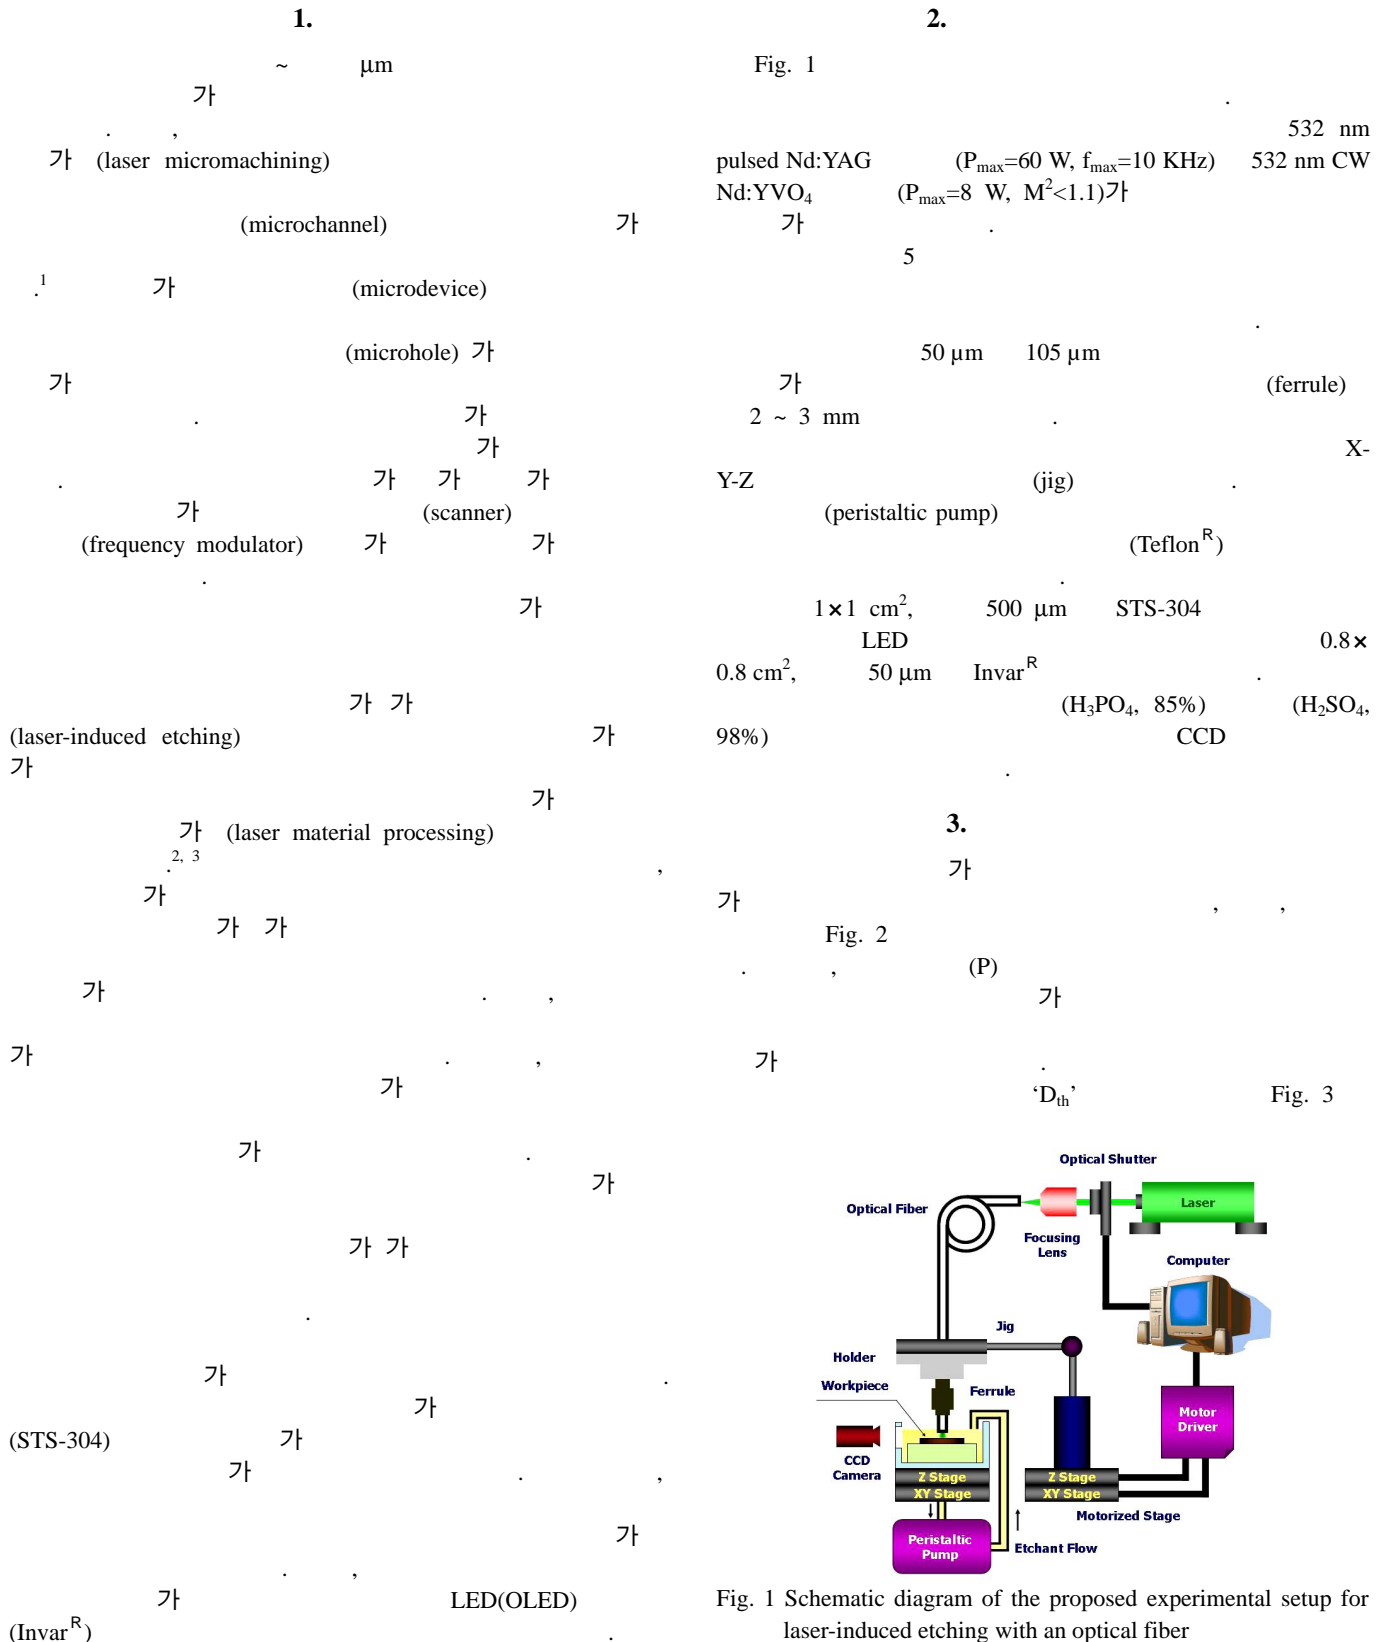 1.
~ μm
가
. ,
가 (laser micromachining)
(microchannel) 가
.1 가 (microdevice)
(microhole) 가
가
. 가
가
. 가 가 가
가 (scanner)
(frequency modulator) 가 가
.
가
가 가
(laser-induced etching) 가
가
가
가 (laser material processing)
.2, 3 ,
가
가 가
가 . ,
가 . ,
가
가 .
가
가 가
.
가 .
가
(STS-304) 가
가 . ,
가
. ,
가 LED(OLED)
(Invar R) .
2.
Fig. 1
.
532 nm
pulsed Nd:YAG (Pmax=60 W, fmax=10 KHz) 532 nm CW
Nd:YVO4 (Pmax=8 W, M2<1.1)가
가 .
5
.
50 μm 105 μm
가 (ferrule)
2 ~ 3 mm .
X-
Y-Z (jig) .
(peristaltic pump)
(Teflon R)
.
1×1 cm2, 500 μm STS-304
LED 0.8×
0.8 cm2, 50 μm Invar R .
(H3PO4, 85%) (H2SO4,
98%) CCD
.
3.
가
가 , ,
Fig. 2
. , (P)
가
가 .
‘Dth’ Fig. 3
Optical Shutter
Optical Fiber
Laser
Focusing
Lens
Computer
Jig
Holder
Workpiece
Ferrule
Motor
Driver
CCD
Camera
Z Stage
XY Stage
Z Stage
XY Stage
Motorized Stage
Peristaltic
Pump
Etchant Flow
Fig. 1 Schematic diagram of the proposed experimental setup for
laser-induced etching with an optical fiber